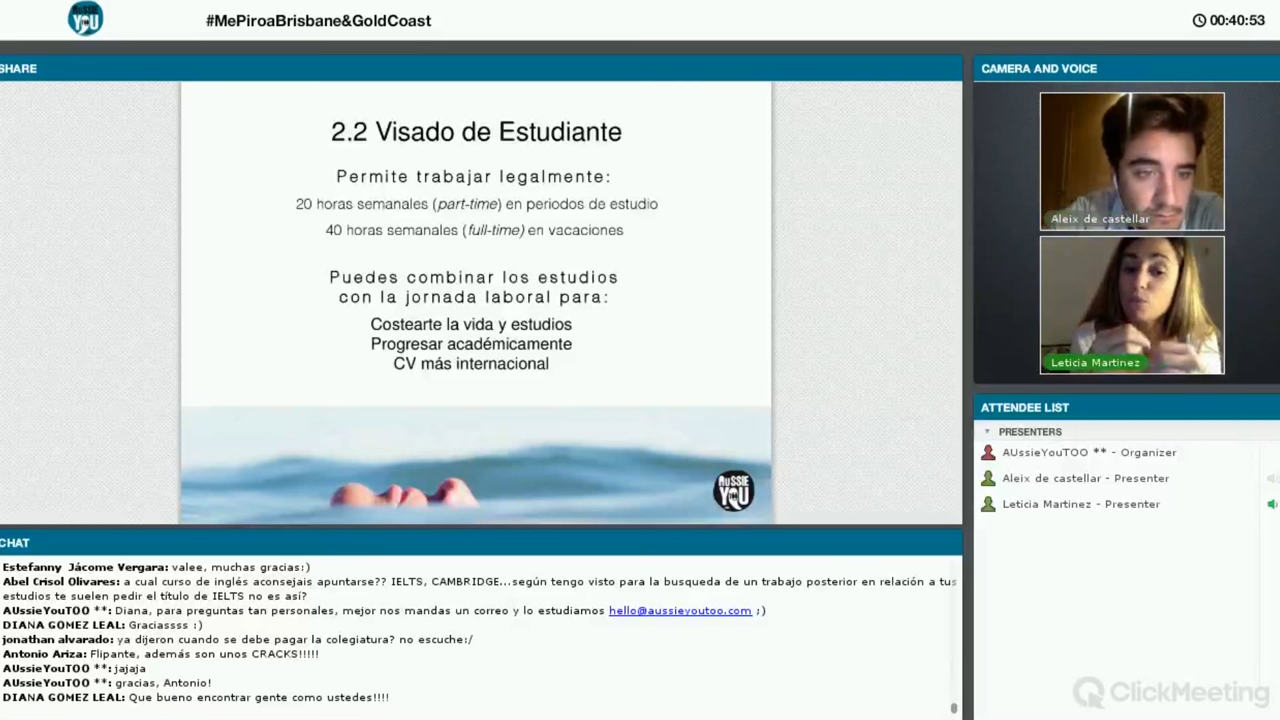 AUSSIE
YOU
#MePiroaBrisbane&GoldCoast
00:40:53
SHARE
2.2 Visado de Estudiante
Permite trabajar legalmente:
20 horas semanales (part-time) en periodos de estudio
40 horas semanales (full-time) en vacaciones
Puedes combinar los estudios
con la jornada laboral para:
Costearte la vida y estudios
Progresar académicamente
CV más internacional
AUSSIE
YOU
CAMERA AND VOICE
Aleix de castellar
Leticia Martinez
ATTENDEE LIST
PRESENTERS
AUssieYouTOO ** - Organizer
Aleix de castellar - Presenter
Leticia Martinez - Presenter
CHAT
Estefanny Jácome Vergara: valee, muchas gracias:)
Abel Crisol Olivares: a cual curso de inglés aconsejais apuntarse?? IELTS, CAMBRIDGE...según tengo visto para la busqueda de un trabajo posterior en relación a tus
estudios te suelen pedir el título de IELTS no es así?
AUssieYouTOO **: Diana, para preguntas tan personales, mejor nos mandas un correo y lo estudiamos hello@aussieyoutoo.com ;)
DIANA GOMEZ LEAL: Graciassss :)
jonathan alvarado: ya dijeron cuando se debe pagar la colegiatura? no escuche:/
Antonio Ariza: Flipante, además son unos CRACKS!!!!!
AUssieYouTOO **: jajaja
AUssieYouTOO **: gracias, Antonio!
DIANA GOMEZ LEAL: Que bueno encontrar gente como ustedes!!!!
ClickMeeting